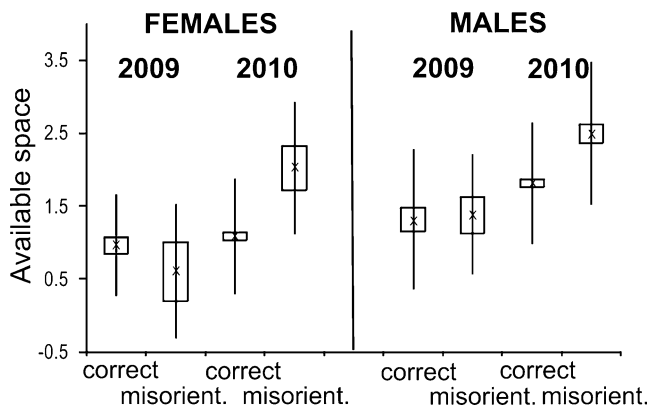 FEMALES
MALES
2009
2010
2009
2010
Available space
3.5
2.5
1.5
0.5
-0.5
correct
misorient.
correct
misorient.
correct
misorient.
correct
misorient.